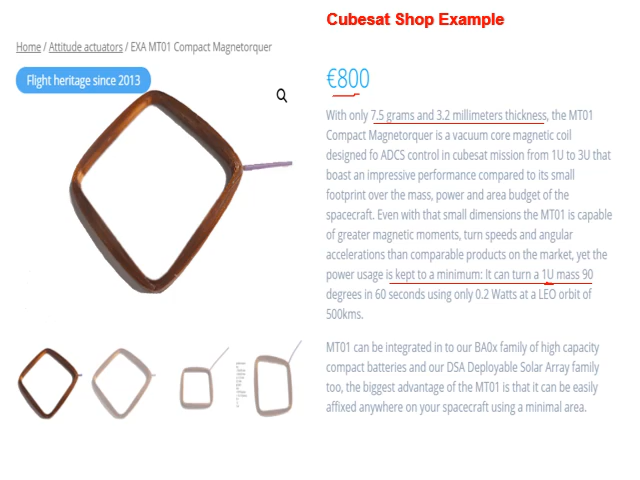 Cubesat Shop Example
Home / Attitude actuators / EXA MT01 Compact Magnetorquer
Flight heritage since 2013
€800
With only 7.5 grams and 3.2 millimeters thickness, the MT01
Compact Magnetorquer is a vacuum core magnetic coil
designed fo ADCS control in cubesat mission from 1U to 3U that
boast an impressive performance compared to its small
footprint over the mass, power and area budget of the
spacecraft. Even with that small dimensions the MT01 is capable
of greater magnetic moments, turn speeds and angular
accelerations than comparable products on the market, yet the
power usage is kept to a minimum: It can turn a 1U mass 90
degrees in 60 seconds using only 0.2 Watts at a LEO orbit of
500kms.
MT01 can be integrated in to our BA0x family of high capacity
compact batteries and our DSA Deployable Solar Array family
too, the biggest advantage of the MT01 is that it can be easily
affixed anywhere on your spacecraft using a minimal area.